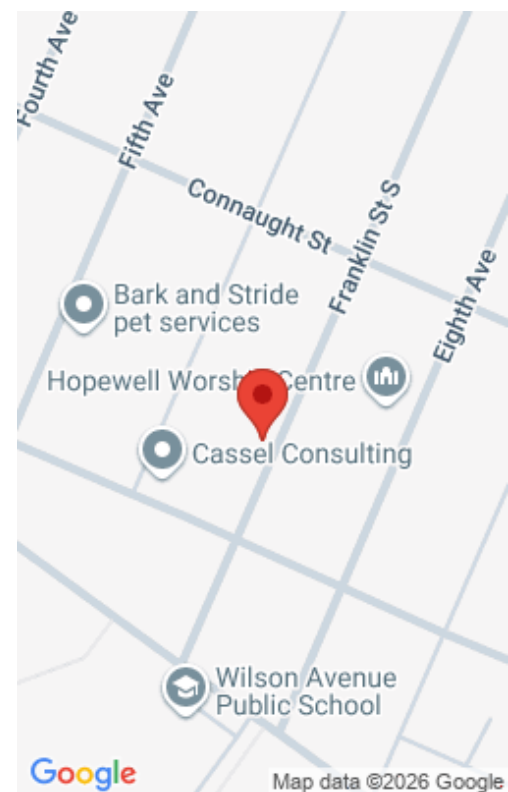 Fourth Ave
Fifth Ave
Connaught St
Franklin St S
Eighth Ave
Bark and Stride
pet services
Hopewell Worship Centre
Cassel Consulting
Wilson Avenue
Public School
Google
Map data ©2026 Google